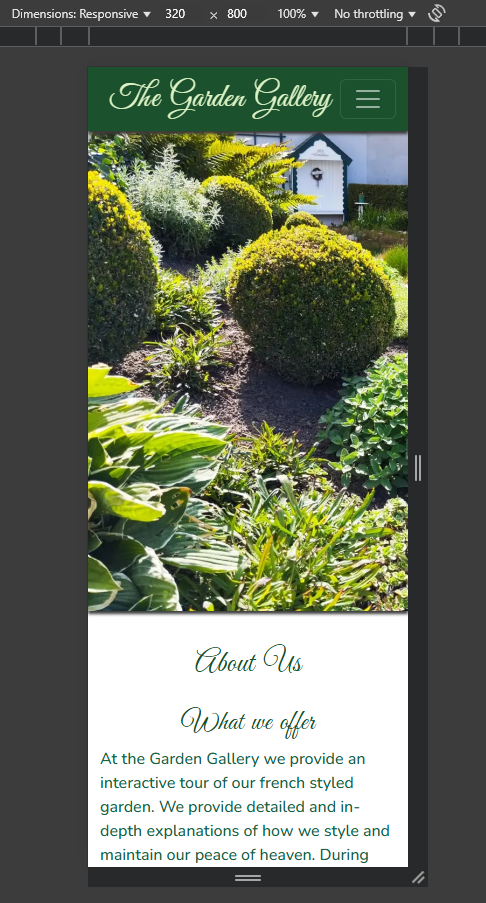 Dimensions: Responsive 320 × 800 100% No throttling
The Garden Gallery
About Us
What we offer
At the Garden Gallery we provide an
interactive tour of our french styled
garden. We provide detailed and in-
depth explanations of how we style and
maintain our peace of heaven. During